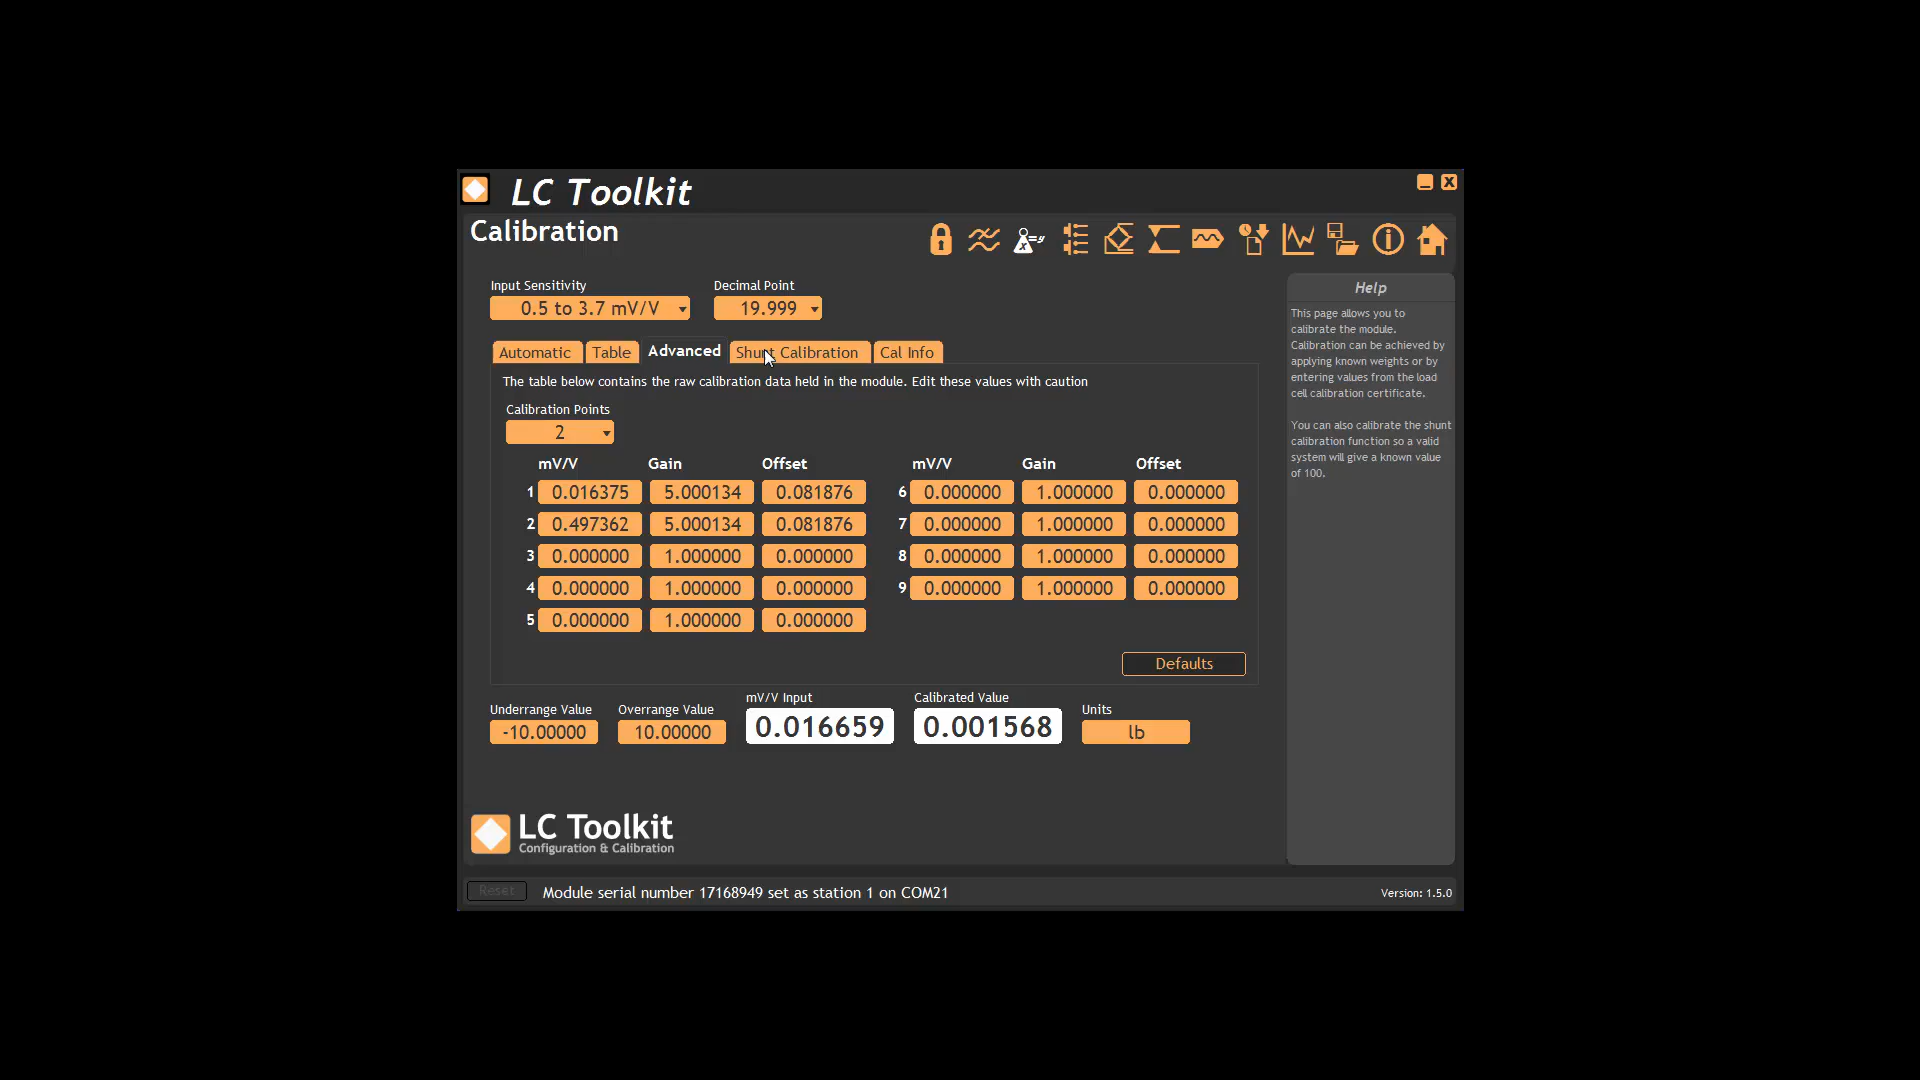 LC Toolkit
Calibration
Input Sensitivity
Decimal Point
0.5 to 3.7 mV/V
19.999
Automatic
Table
Advanced
Shunt Calibration
Cal Info
The table below contains the raw calibration data held in the module. Edit these values with caution
Calibration Points
2
mV/V Gain Offset mV/V Gain Offset
1 0.016375 5.000134 0.081876 6 0.000000 1.000000 0.000000
2 0.497362 5.000134 0.081876 7 0.000000 1.000000 0.000000
3 0.000000 1.000000 0.000000 8 0.000000 1.000000 0.000000
4 0.000000 1.000000 0.000000 9 0.000000 1.000000 0.000000
5 0.000000 1.000000 0.000000
Defaults
Underrange Value
-10.00000
Overrange Value
10.00000
mV/V Input
0.016659
Calibrated Value
0.001568
Units
lb
Help
This page allows you to
calibrate the module.
Calibration can be achieved by
applying known weights or by
entering values from the load
cell calibration certificate.
You can also calibrate the shunt
calibration function so a valid
system will give a known value
of 100.
LC Toolkit
Configuration & Calibration
Reset
Module serial number 17168949 set as station 1 on COM21
Version: 1.5.0